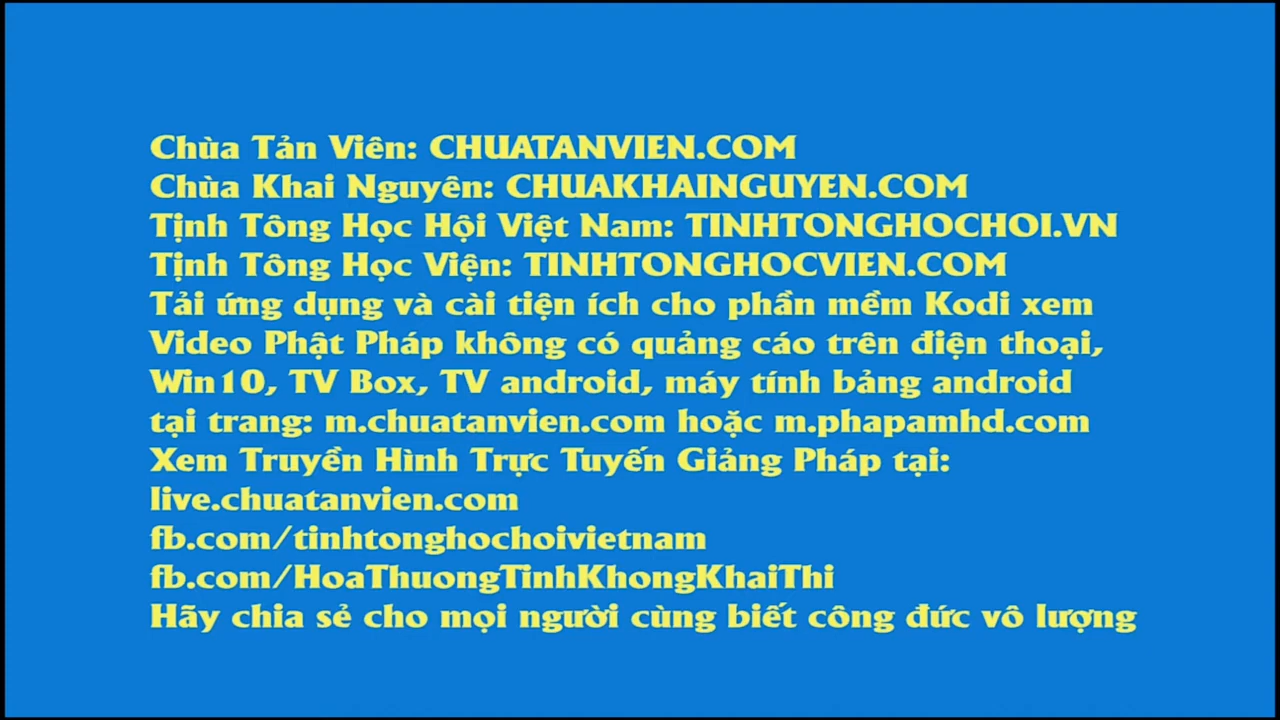 Chùa Tản Viên: CHUATANVIEN.COM
Chùa Khai Nguyên: CHUAKHAINGUYEN.COM
Tịnh Tông Học Hội Việt Nam: TINHTONGHOCHOI.VN
Tịnh Tông Học Viện: TINHTONGHOCVIEN.COM
Tải ứng dụng và cài tiện ích cho phần mềm Kodi xem
Video Phật Pháp không có quảng cáo trên điện thoại,
Win10, TV Box, TV android, máy tính bảng android
tại trang: m.chuatanvien.com hoặc m.phapamhd.com
Xem Truyền Hình Trực Tuyến Giảng Pháp tại:
live.chuatanvien.com
fb.com/tinhtonghochoivietnam
fb.com/HoaThuongTinhKhongKhaiThi
Hãy chia sẻ cho mọi người cùng biết công đức vô lượng